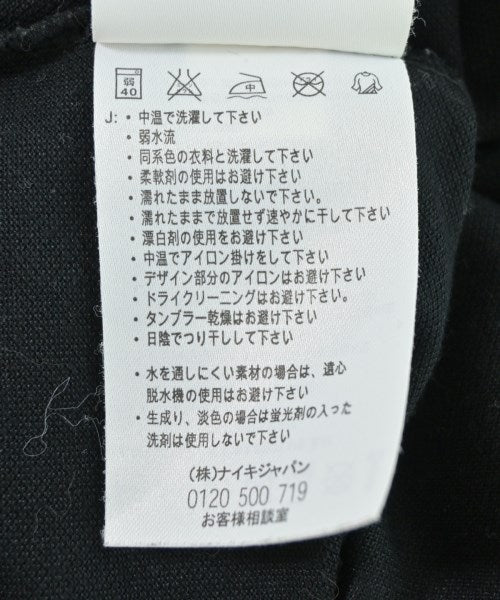 弱
40
中
J: ・中温で洗濯して下さい
・弱水流
・同系色の衣料と洗濯して下さい
・柔軟剤の使用はお避け下さい
・濡れたまま放置しないで下さい。
・濡れたままで放置せず速やかに干して下さい
・漂白剤の使用をお避け下さい
・中温でアイロン掛けをして下さい
・デザイン部分のアイロンはお避け下さい
・ドライクリーニングはお避け下さい。
・タンブラー乾燥はお避け下さい
・日陰でつり干しして下さい
・水を通しにくい素材の場合は、遠心
脱水機の使用はお避け下さい
・生成り、淡色の場合は蛍光剤の入った
洗剤は使用しないで下さい
(株)ナイキジャパン
0120 500 719
お客様相談室